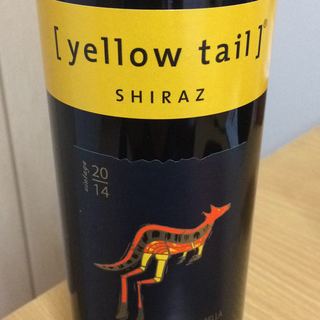 [ yellow tail ]®
SHIRAZ
vintage
20
14